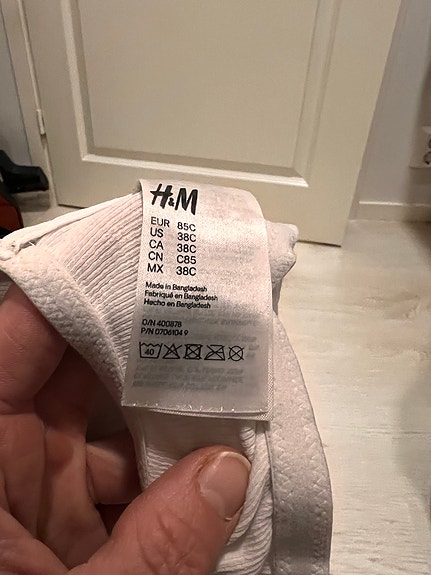 H&M
EUR 85C
US 38C
CA 38C
CN C85
MX 38C
Made in Bangladesh
Fabriqué en Bangladesh
Hecho en Bangladesh
O/N 400878
P/N 0706104 9
40